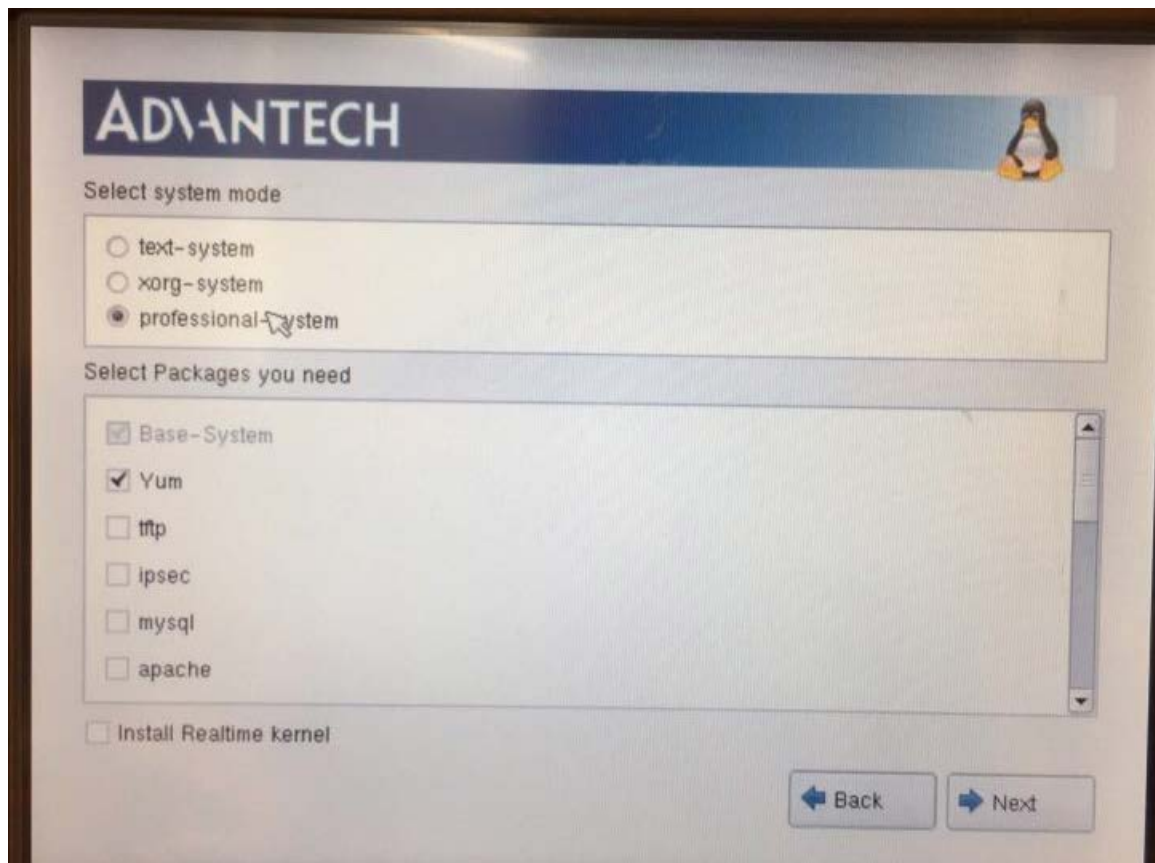 ADVANTECH
Select system mode
text-system
xorg-system
professional-system
Select Packages you need
Base-System
Yum
tftp
ipsec
mysql
apache
Install Realtime kernel
Back
Next